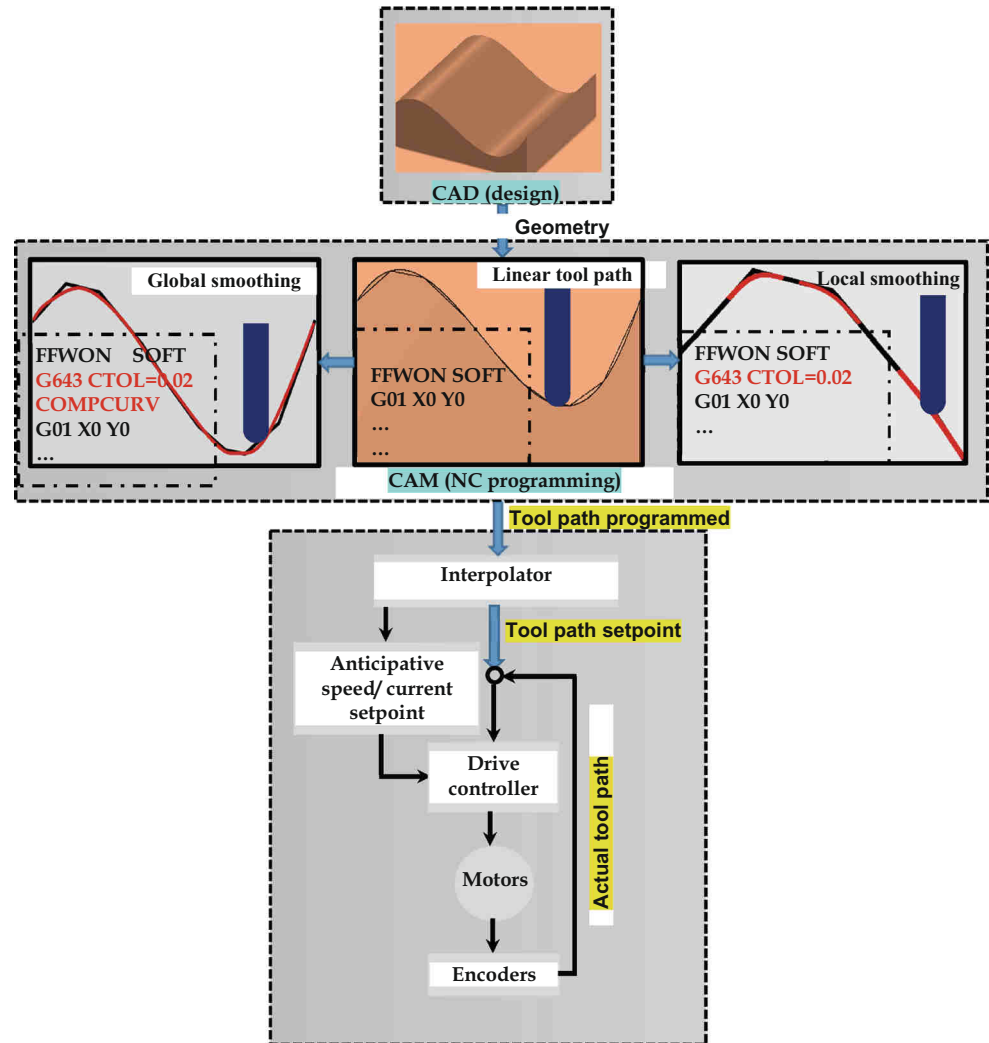 CAD (design)
Geometry
Global smoothing
FFWON SOFT
G643 CTOL=0.02
COMPCURV
G01 X0 Y0
...
Linear tool path
FFWON SOFT
G01 X0 Y0
...
...
Local smoothing
FFWON SOFT
G643 CTOL=0.02
G01 X0 Y0
...
CAM (NC programming)
Tool path programmed
Interpolator
Tool path setpoint
Anticipative
speed/ current
setpoint
Drive
controller
Actual tool path
Motors
Encoders